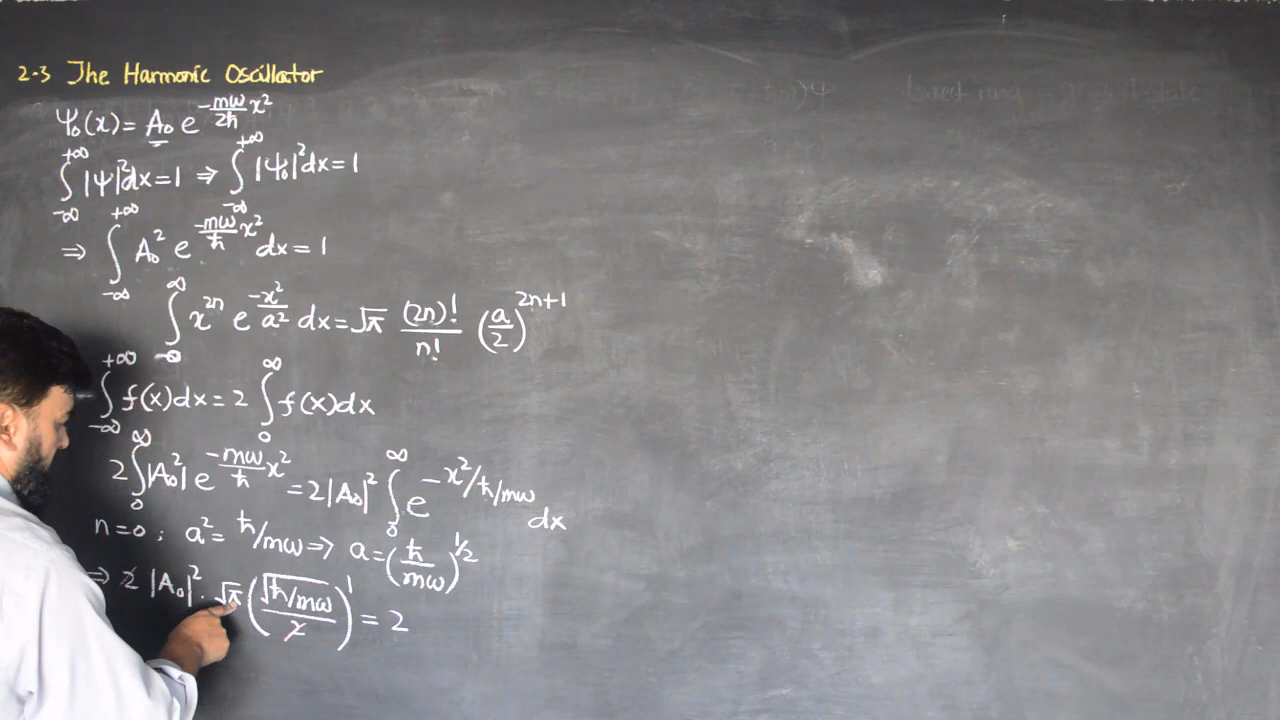 2.3 The Harmonic Oscillator
Ψ₀(x) = A₀ e^{-mω/2ħ x²}
∫_{-∞}^{+∞} |Ψ|² dx = 1 ⇒ ∫_{-∞}^{+∞} |Ψ₀|² dx = 1
⇒ ∫_{-∞}^{+∞} A₀² e^{-mω/ħ x²} dx = 1
∫_{-∞}^{∞} x^{2n} e^{-x²/a²} dx = √π (2n)!/n! (a/2)^{2n+1}
∫_{-∞}^{+∞} f(x)dx = 2 ∫_{0}^{∞} f(x)dx
2 ∫_{0}^{∞} |A₀²| e^{-mω/ħ x²} = 2|A₀|² ∫_{0}^{∞} e^{-x²/ħ/mω} dx
n=0 ; a² = ħ/mω ⇒ a = (ħ/mω)^{1/2}
⇒ 2 |A₀|² · √π (√ħ/mω / 2)^{1} = 2